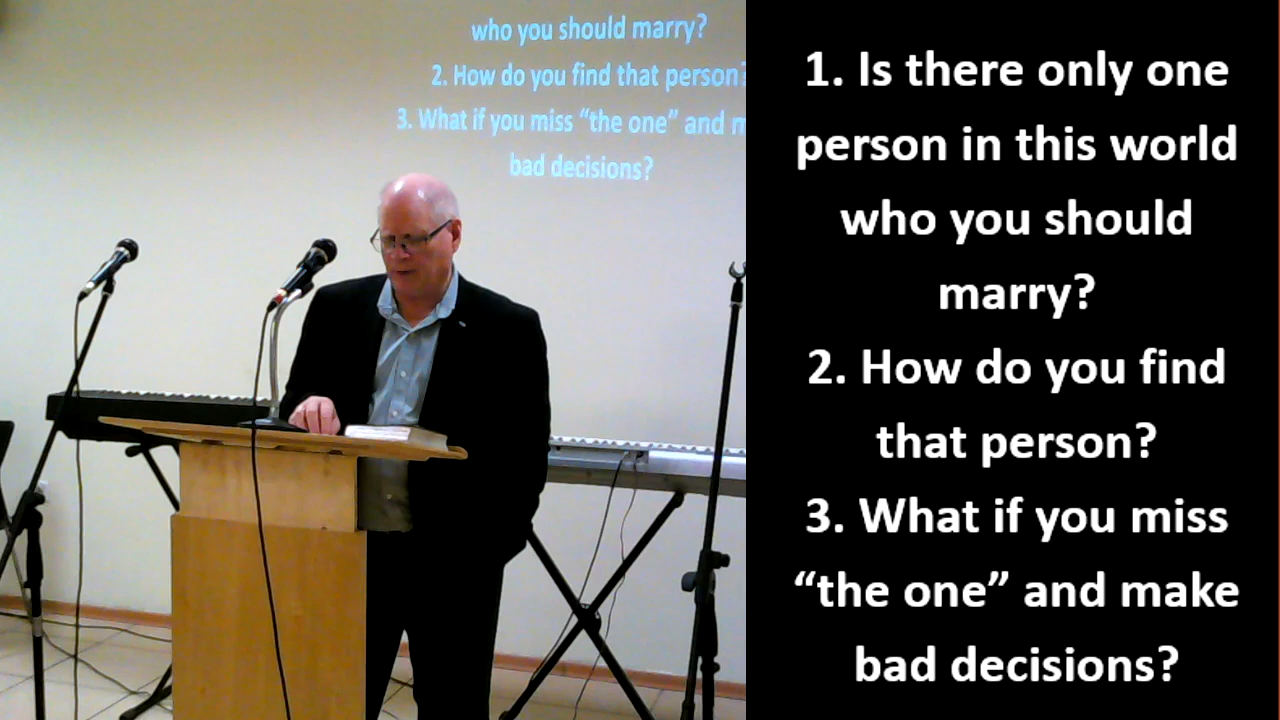 who you should marry?
2. How do you find that person?
3. What if you miss “the one” and m
bad decisions?
1. Is there only one
person in this world
who you should
marry?
2. How do you find
that person?
3. What if you miss
“the one” and make
bad decisions?